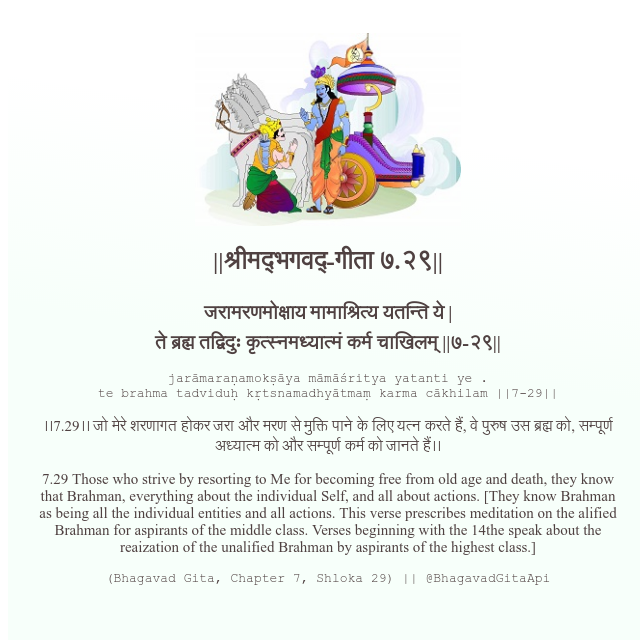 ||श्रीमद्‍भगवद्‍-गीता ७.२९||
जरामरणमोक्षाय मामाश्रित्य यतन्ति ये |
ते ब्रह्म तद्विदुः कृत्स्नमध्यात्मं कर्म चाखिलम् ||७-२९||
jarāmaraṇamokṣāya māmāśritya yatanti ye .
te brahma tadviduḥ kṛtsnamadhyātmaṃ karma cākhilam ||7-29||
।।7.29।। जो मेरे शरणागत होकर जरा और मरण से मुक्ति पाने के लिए यत्न करते हैं, वे पुरुष उस ब्रह्म को, सम्पूर्ण
अध्यात्म को और सम्पूर्ण कर्म को जानते हैं।।
7.29 Those who strive by resorting to Me for becoming free from old age and death, they know
that Brahman, everything about the individual Self, and all about actions. [They know Brahman
as being all the individual entities and all actions. This verse prescribes meditation on the alified
Brahman for aspirants of the middle class. Verses beginning with the 14the speak about the
reaization of the unalified Brahman by aspirants of the highest class.]
(Bhagavad Gita, Chapter 7, Shloka 29) || @BhagavadGitaApi